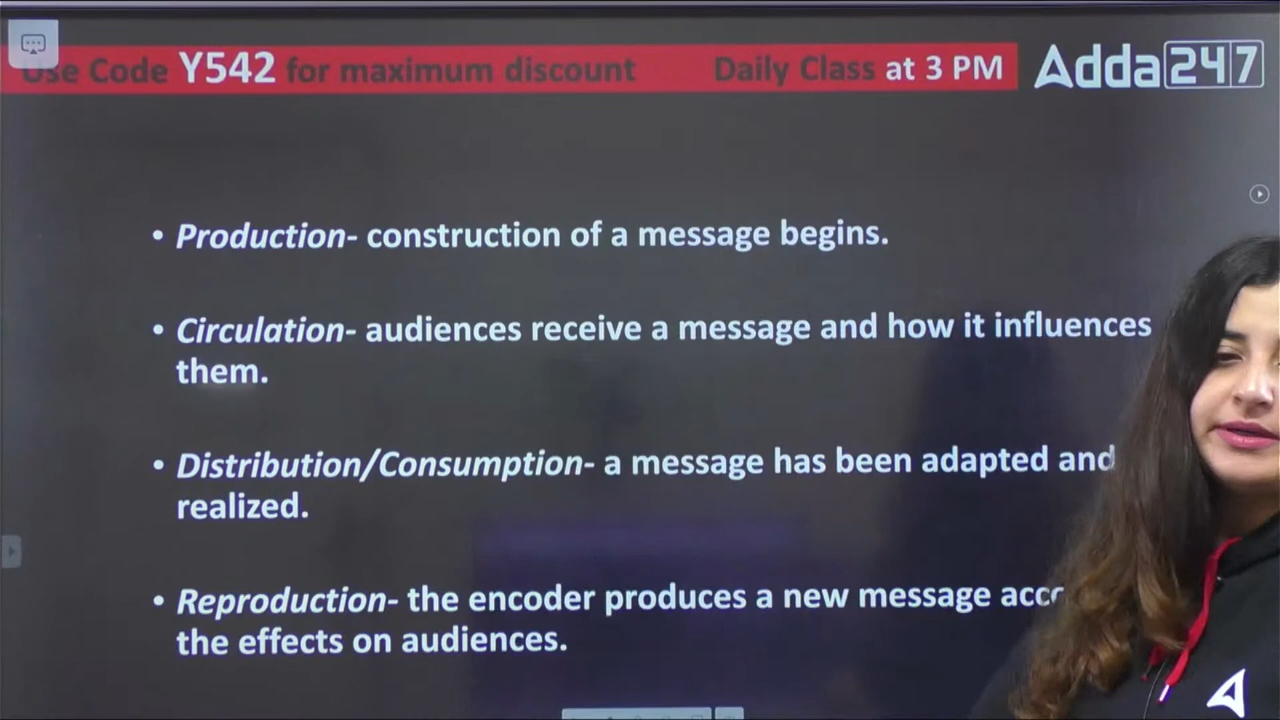 Use Code Y542 for maximum discount Daily Class at 3 PM Adda247
• Production- construction of a message begins.
• Circulation- audiences receive a message and how it influences
them.
• Distribution/Consumption- a message has been adapted and
realized.
• Reproduction- the encoder produces a new message
the effects on audiences.